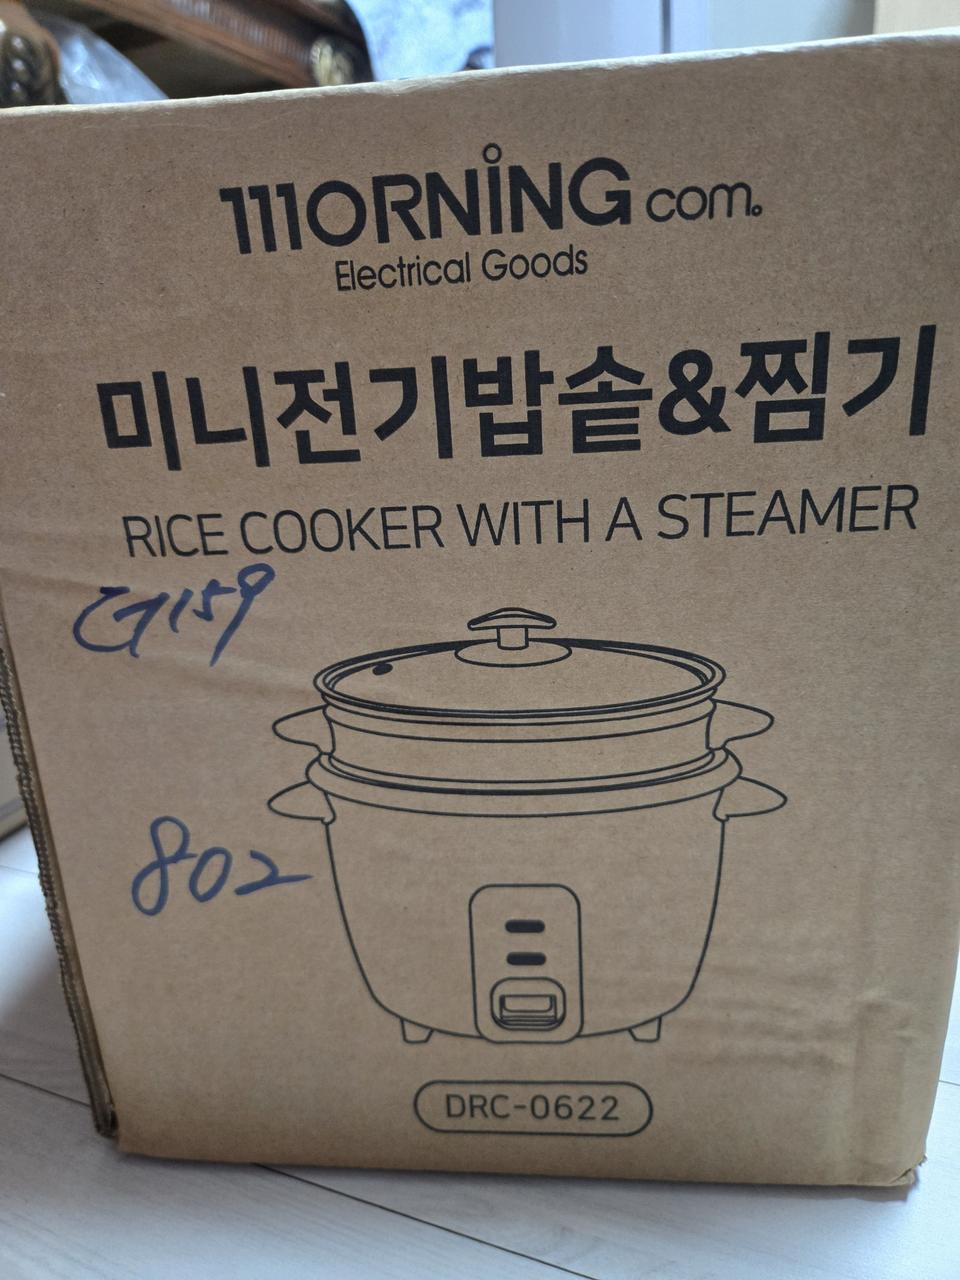 MORNING com.
Electrical Goods
미니전기밥솥&찜기
RICE COOKER WITH A STEAMER
G159
802
DRC-0622